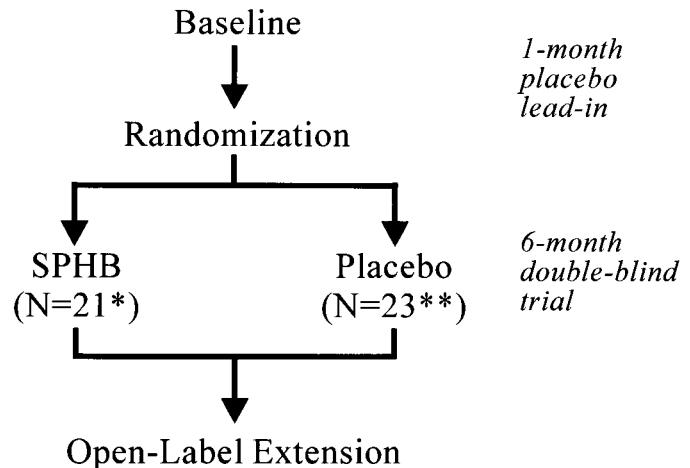 Baseline
1-month
placebo
lead-in
Randomization
SPHB
(N=21*)
Placebo
(N=23**)
6-month
double-blind
trial
Open-Label Extension